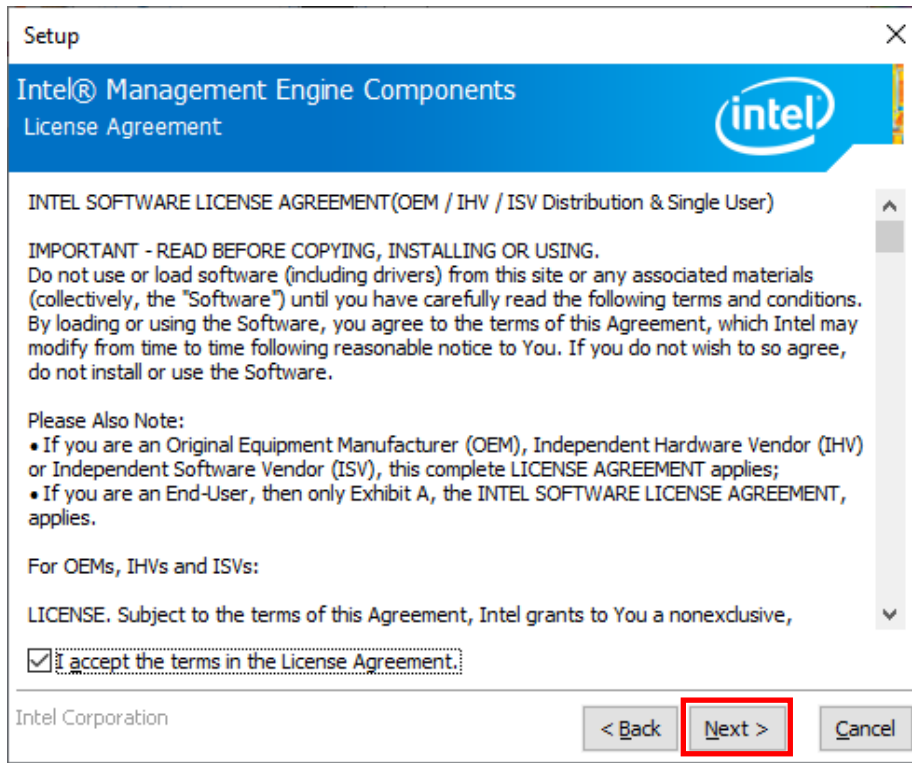 Setup
Intel® Management Engine Components
License Agreement
intel
INTEL SOFTWARE LICENSE AGREEMENT(OEM / IHV / ISV Distribution & Single User)
IMPORTANT - READ BEFORE COPYING, INSTALLING OR USING.
Do not use or load software (including drivers) from this site or any associated materials
(collectively, the "Software") until you have carefully read the following terms and conditions.
By loading or using the Software, you agree to the terms of this Agreement, which Intel may
modify from time to time following reasonable notice to You. If you do not wish to so agree,
do not install or use the Software.
Please Also Note:
• If you are an Original Equipment Manufacturer (OEM), Independent Hardware Vendor (IHV)
or Independent Software Vendor (ISV), this complete LICENSE AGREEMENT applies;
• If you are an End-User, then only Exhibit A, the INTEL SOFTWARE LICENSE AGREEMENT,
applies.
For OEMs, IHVs and ISVs:
LICENSE. Subject to the terms of this Agreement, Intel grants to You a nonexclusive,
I accept the terms in the License Agreement.
Intel Corporation
< Back
Next >
Cancel